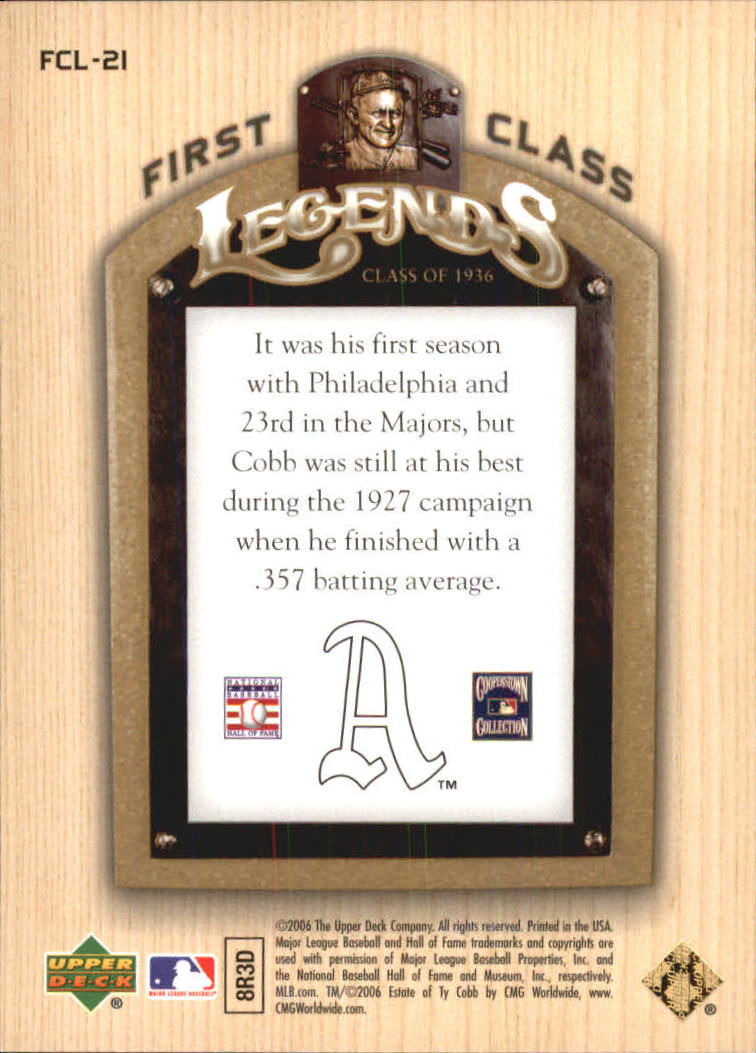 FCL-21
FIRST CLASS
LEGENDS
CLASS OF 1936
It was his first season
with Philadelphia and
23rd in the Majors, but
Cobb was still at his best
during the 1927 campaign
when he finished with a
.357 batting average.
NATIONAL
BASEBALL
HALL OF FAME
A
TM
COOPERSTOWN
COLLECTION
©2006 The Upper Deck Company. All rights reserved. Printed in the USA.
Major League Baseball and Hall of Fame trademarks and copyrights are
used with permission of Major League Baseball Properties, Inc. and
the National Baseball Hall of Fame and Museum, Inc., respectively.
MLB.com. TM/©2006 Estate of Ty Cobb by CMG Worldwide, www.
CMGWorldwide.com.
UPPER
D·E·C·K
®
MAJOR LEAGUE BASEBALL
8R3D
®